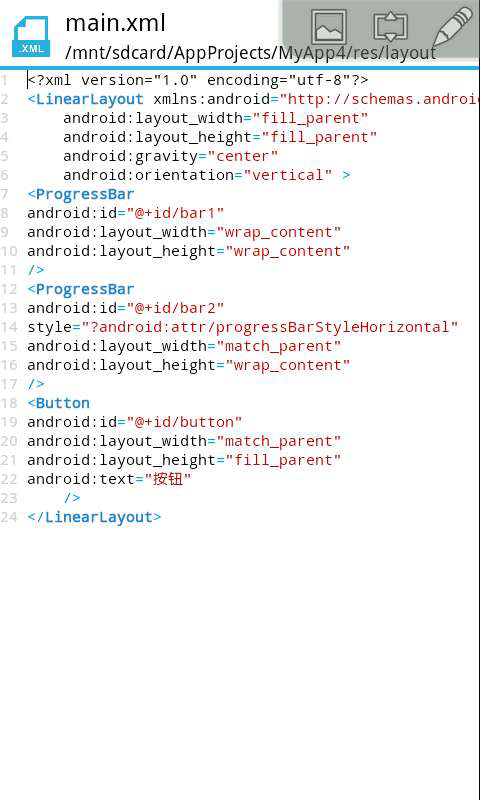 main.xml
.XML
/mnt/sdcard/AppProjects/MyApp4/res/layout
1 <?xml version="1.0" encoding="utf-8"?>
2 <LinearLayout xmlns:android="http://schemas.androi
3     android:layout_width="fill_parent"
4     android:layout_height="fill_parent"
5     android:gravity="center"
6     android:orientation="vertical" >
7 <ProgressBar
8 android:id="@+id/bar1"
9 android:layout_width="wrap_content"
10 android:layout_height="wrap_content"
11 />
12 <ProgressBar
13 android:id="@+id/bar2"
14 style="?android:attr/progressBarStyleHorizontal"
15 android:layout_width="match_parent"
16 android:layout_height="wrap_content"
17 />
18 <Button
19 android:id="@+id/button"
20 android:layout_width="match_parent"
21 android:layout_height="fill_parent"
22 android:text="按钮"
23     />
24 </LinearLayout>